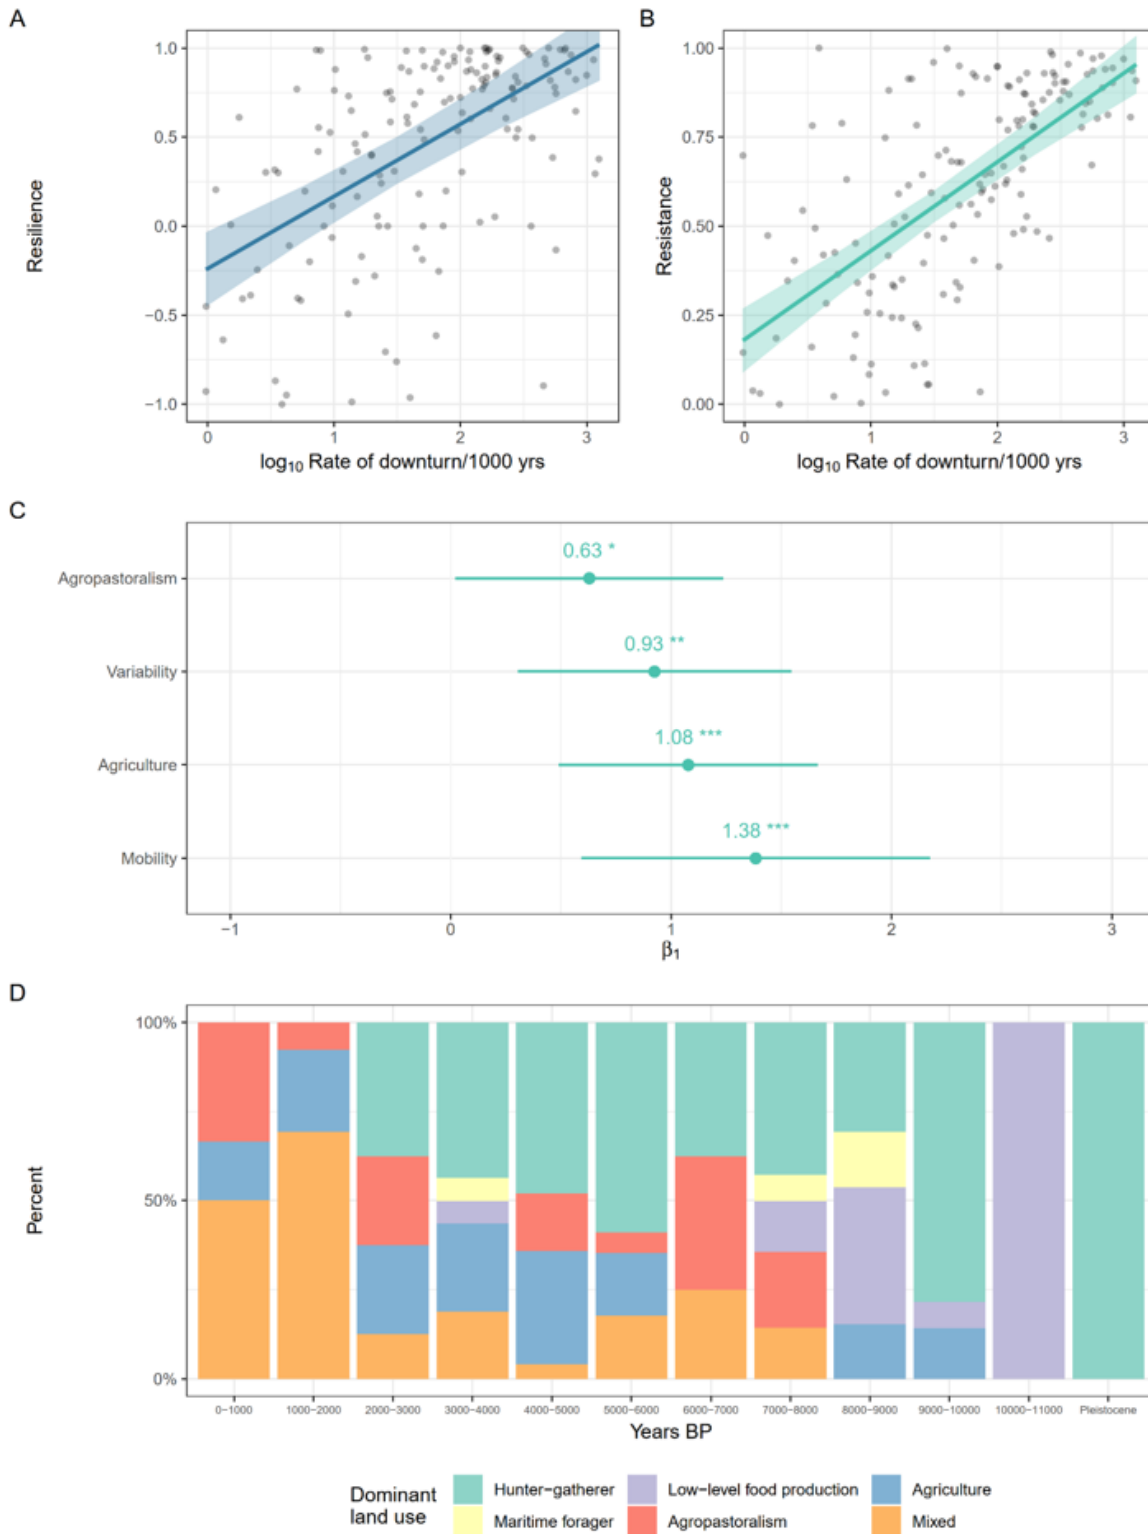 A
B
1.0
0.5
0.0
−0.5
−1.0
Resilience
0
1
2
3
log10 Rate of downturn/1000 yrs
1.00
0.75
0.50
0.25
0.00
Resistance
0
1
2
3
log10 Rate of downturn/1000 yrs
C
Agropastoralism
0.63 *
Variability
0.93 **
Agriculture
1.08 ***
Mobility
1.38 ***
−1
0
1
2
3
β1
D
100%
50%
0%
Percent
0−1000
1000−2000
2000−3000
3000−4000
4000−5000
5000−6000
6000−7000
7000−8000
8000−9000
9000−10000
10000−11000
Pleistocene
Years BP
Dominant
land use
Hunter−gatherer
Low−level food production
Agriculture
Maritime forager
Agropastoralism
Mixed